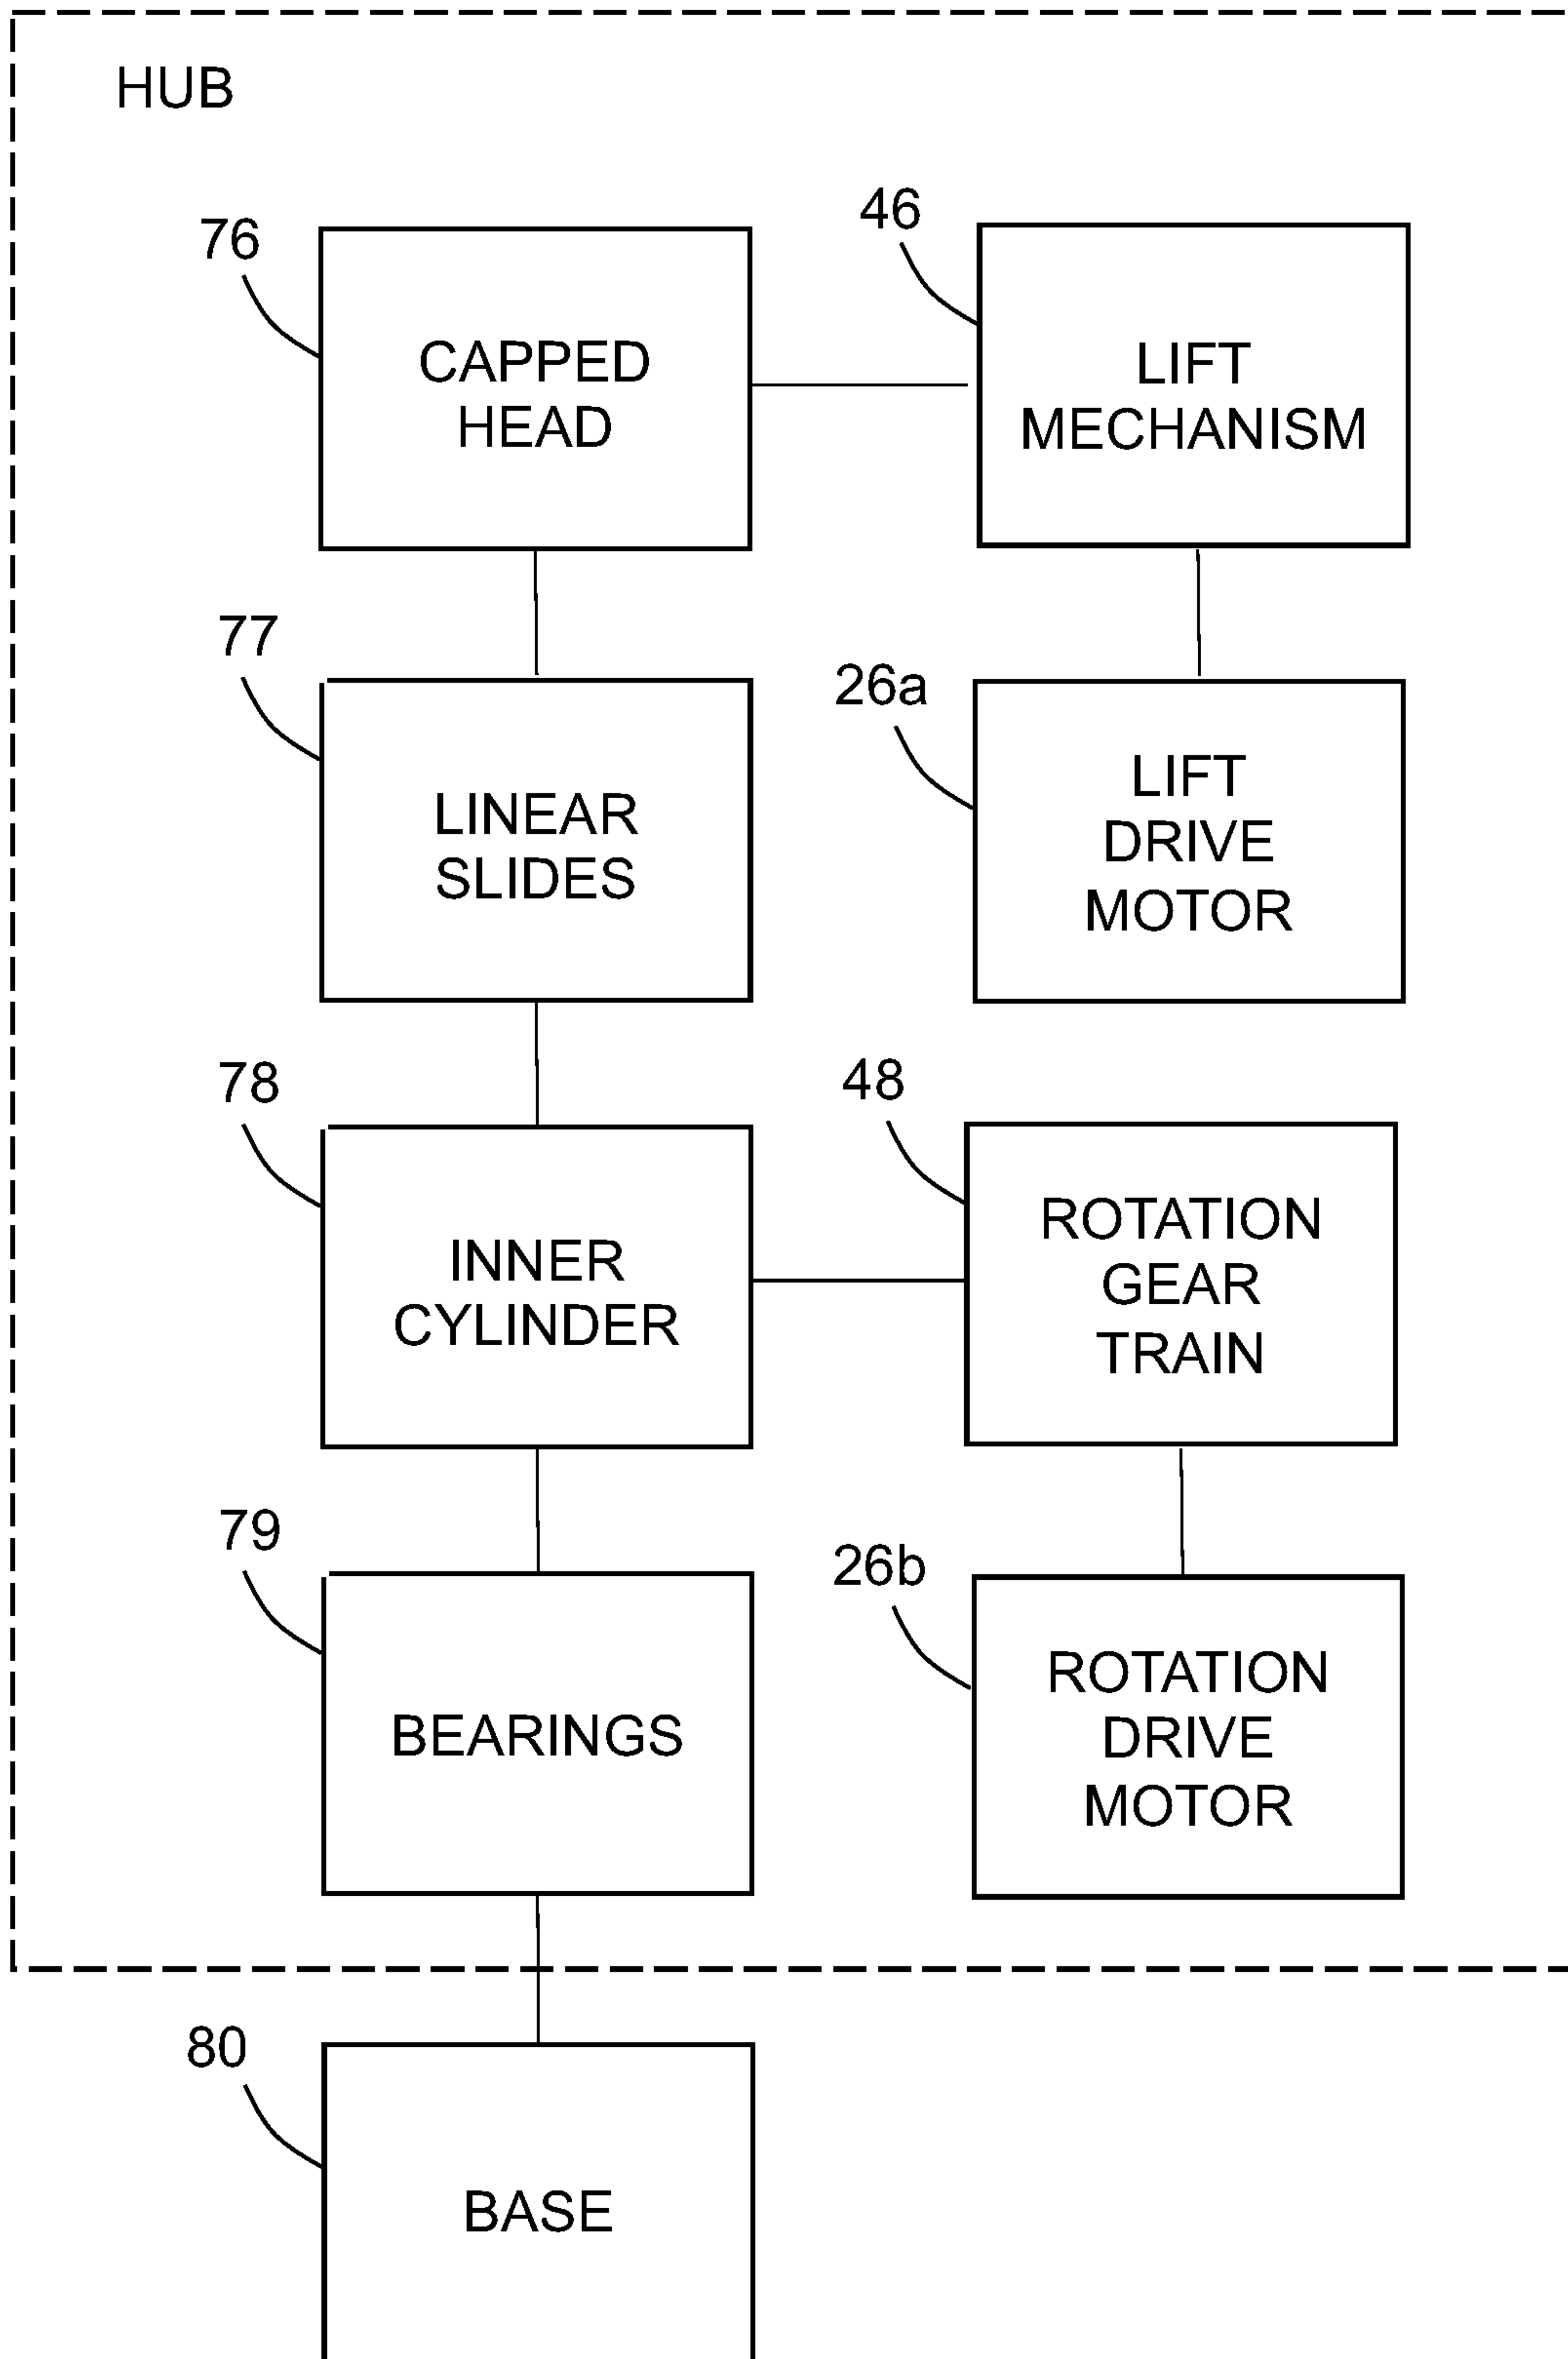 HUB
76
46
CAPPED
HEAD
LIFT
MECHANISM
77
26a
LINEAR
SLIDES
LIFT
DRIVE
MOTOR
78
48
INNER
CYLINDER
ROTATION
GEAR
TRAIN
79
26b
BEARINGS
ROTATION
DRIVE
MOTOR
80
BASE